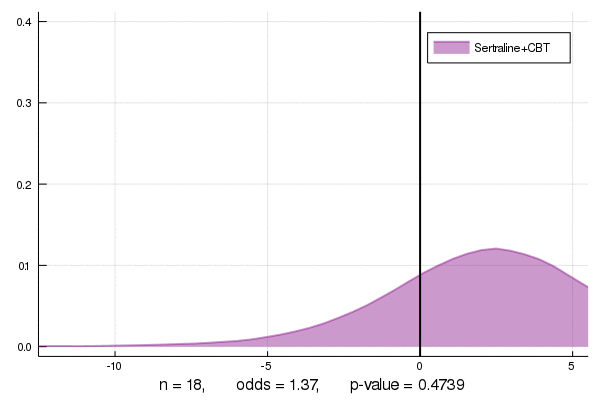 0.4
Sertraline+CBT
0.3
0.2
0.1
0.0
-10 -5 0 5
n = 18, odds = 1.37, p-value = 0.4739